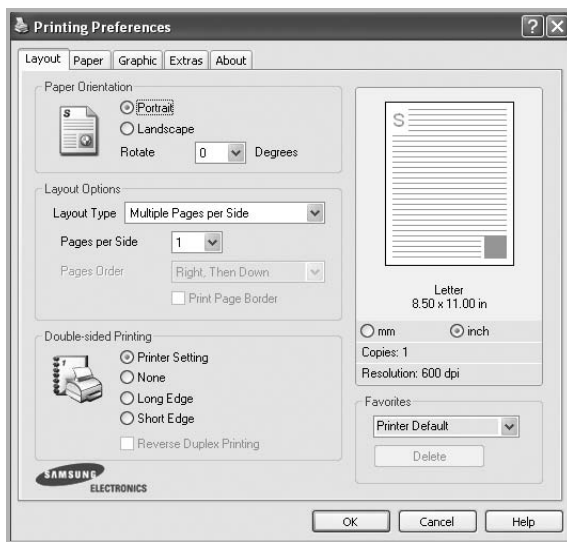 Printing Preferences
Layout Paper Graphic Extras About
Paper Orientation
S
Portrait
Landscape
Rotate 0 Degrees
Layout Options
Layout Type Multiple Pages per Side
Pages per Side 1
Pages Order Right, Then Down
Print Page Border
Double-sided Printing
1
Printer Setting
None
Long Edge
Short Edge
Reverse Duplex Printing
SAMSUNG
ELECTRONICS
S
Letter
8.50 x 11.00 in
mm inch
Copies: 1
Resolution: 600 dpi
Favorites
Printer Default
Delete
OK Cancel Help